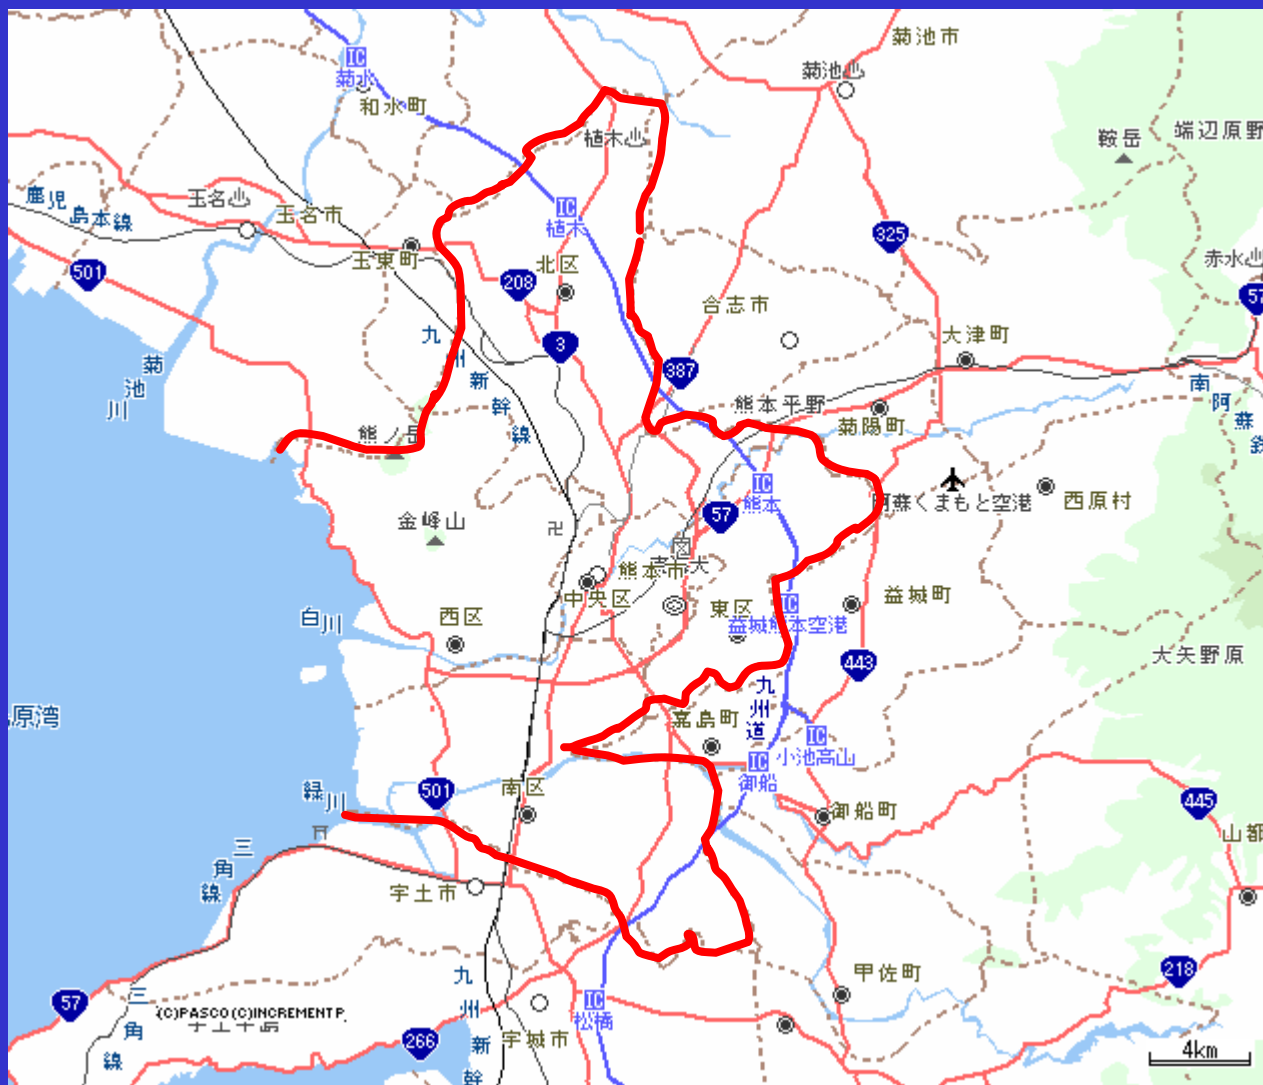 菊池市
IC
菊水
菊池
和水町
鞍岳
端辺原野
植木
玉名
鹿児島本線
玉名市
IC
植木
325
玉東町
北区
赤水
501
208
57
合志市
九州新幹線
3
大津町
菊池川
387
南阿蘇鉄
熊本平野
菊陽町
熊ノ岳
IC
熊本
阿蘇くまもと空港
西原村
金峰山
57
卍
熊本市
中央区
東区
益城町
IC
益城熊本空港
白川
西区
大矢野原
443
九州道
原湾
嘉島町
IC
小池高山
IC
御船
南区
緑川
501
御船町
445
山都
三角線
宇土市
甲佐町
218
九州新幹
57
三角線
(C)PASCO(C)INCREMENT P
IC
松橋
宇城市
266
4km